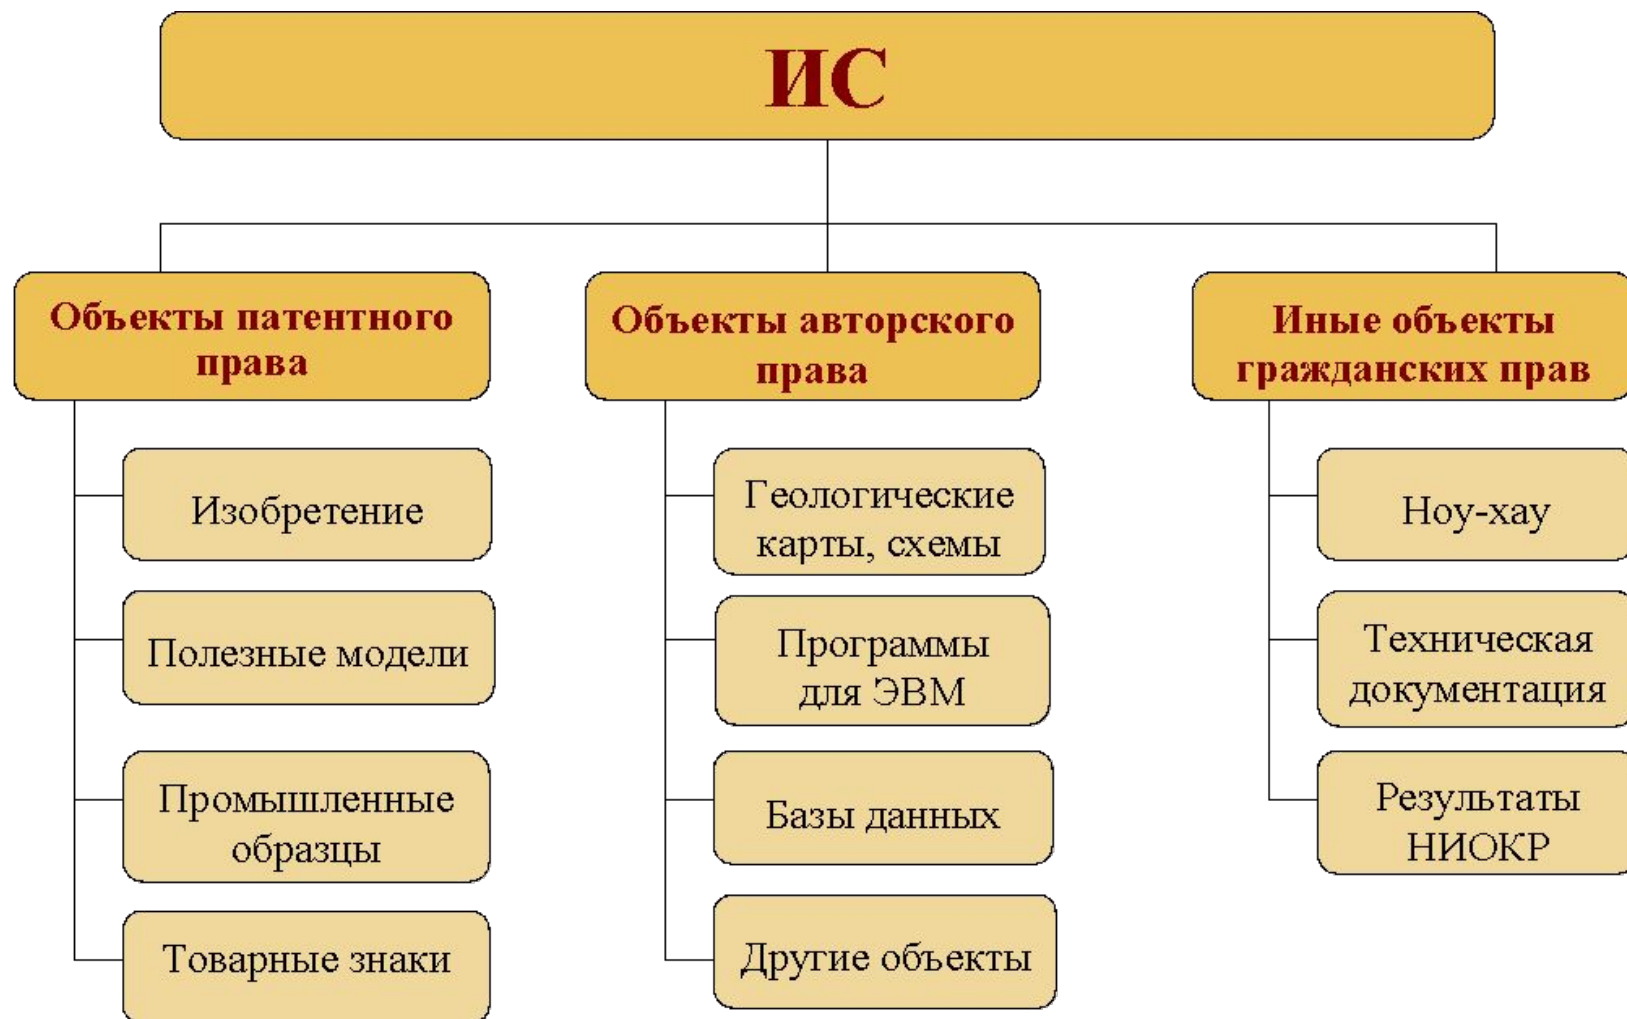 ИС
Объекты патентного
права
Изобретение
Полезные модели
Промышленные
образцы
Товарные знаки
Объекты авторского
права
Геологические
карты, схемы
Программы
для ЭВМ
Базы данных
Другие объекты
Иные объекты
гражданских прав
Ноу-хау
Техническая
документация
Результаты
НИОКР